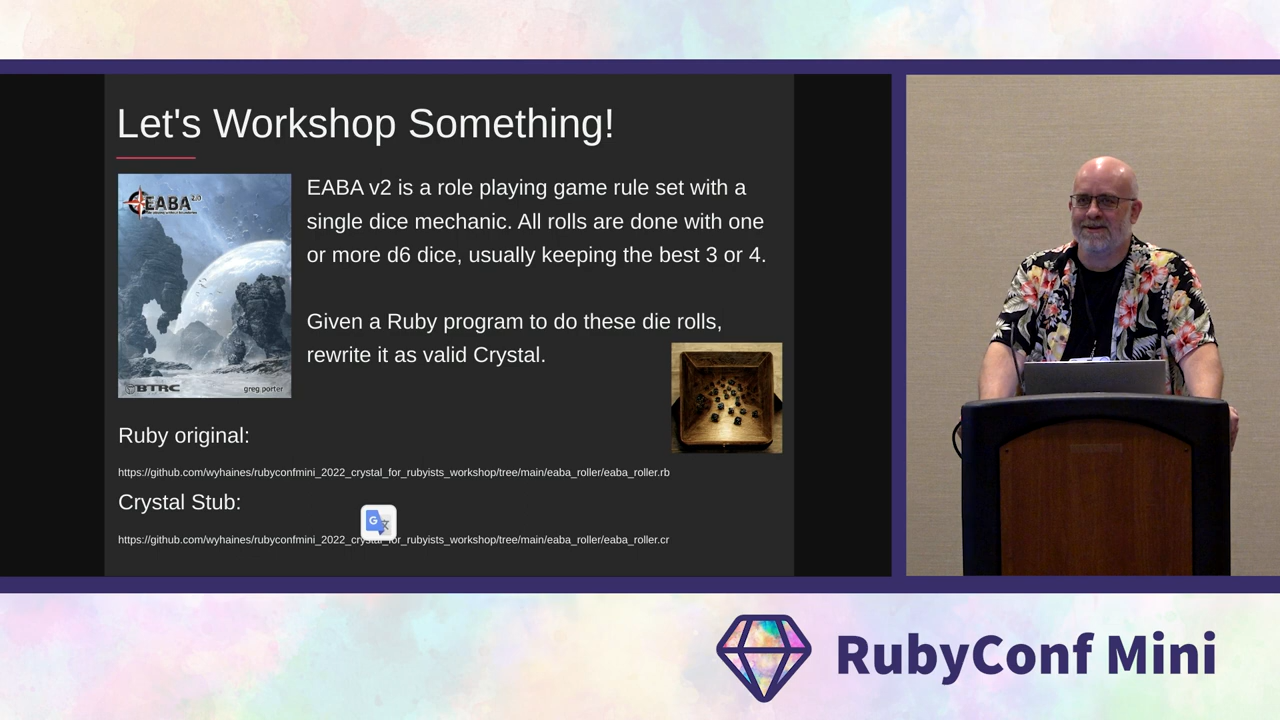 Let's Workshop Something!
EABA 2.0
EABA v2 is a role playing game rule set with a
single dice mechanic. All rolls are done with one
or more d6 dice, usually keeping the best 3 or 4.
Given a Ruby program to do these die rolls,
rewrite it as valid Crystal.
BTRC
greg porter
Ruby original:
https://github.com/wyhaines/rubyconfmini_2022_crystal_for_rubyists_workshop/tree/main/eaba_roller/eaba_roller.rb
Crystal Stub:
G
https://github.com/wyhaines/rubyconfmini_2022_crystal_for_rubyists_workshop/tree/main/eaba_roller/eaba_roller.cr
RubyConf Mini